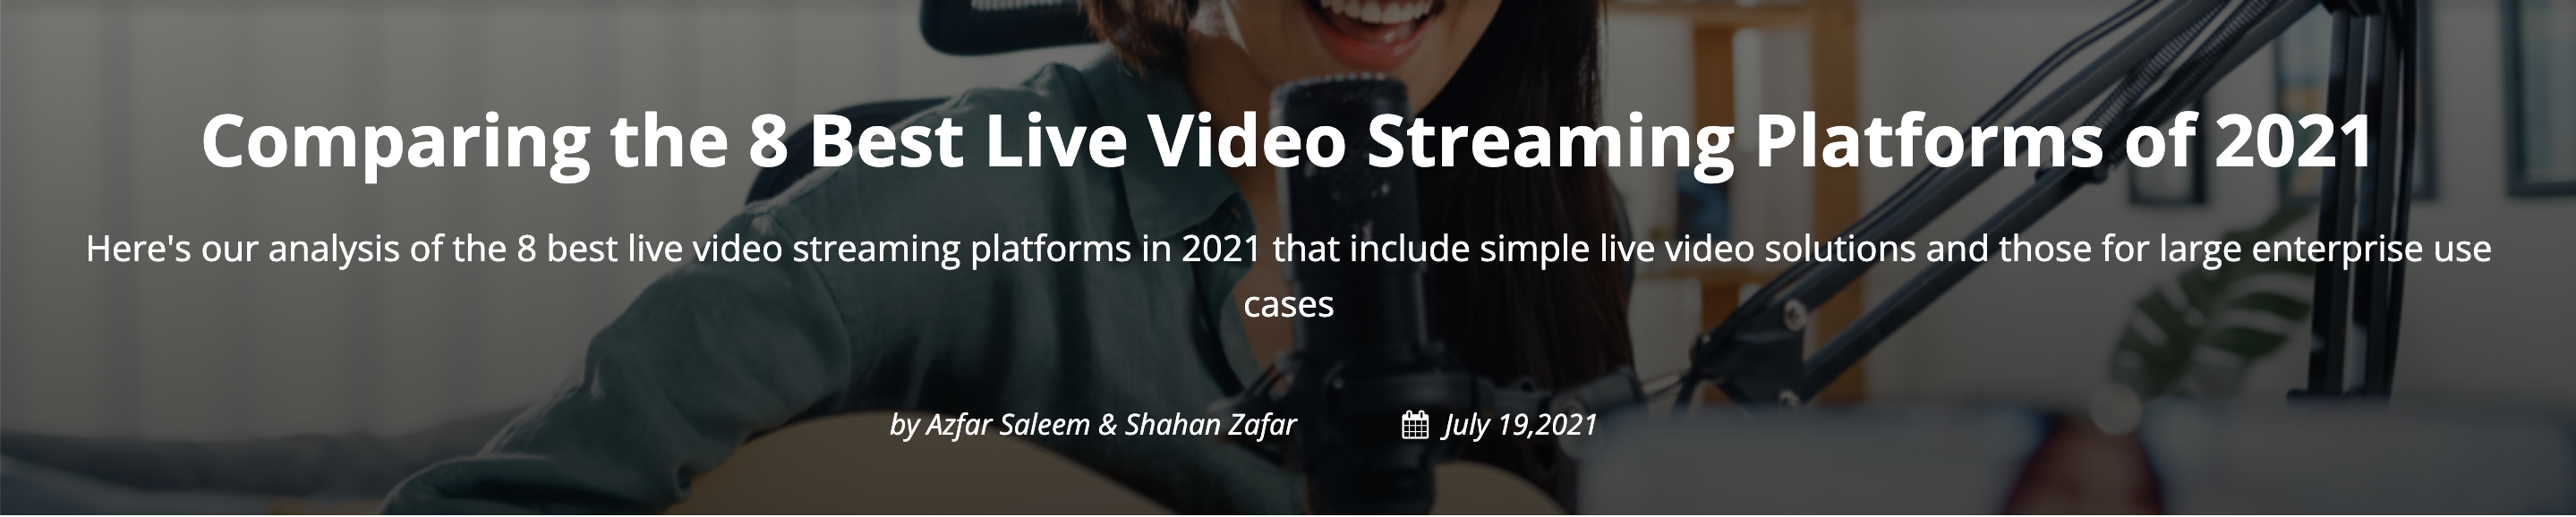 Comparing the 8 Best Live Video Streaming Platforms of 2021
Here's our analysis of the 8 best live video streaming platforms in 2021 that include simple live video solutions and those for large enterprise use
cases
by Azfar Saleem & Shahan Zafar
July 19,2021